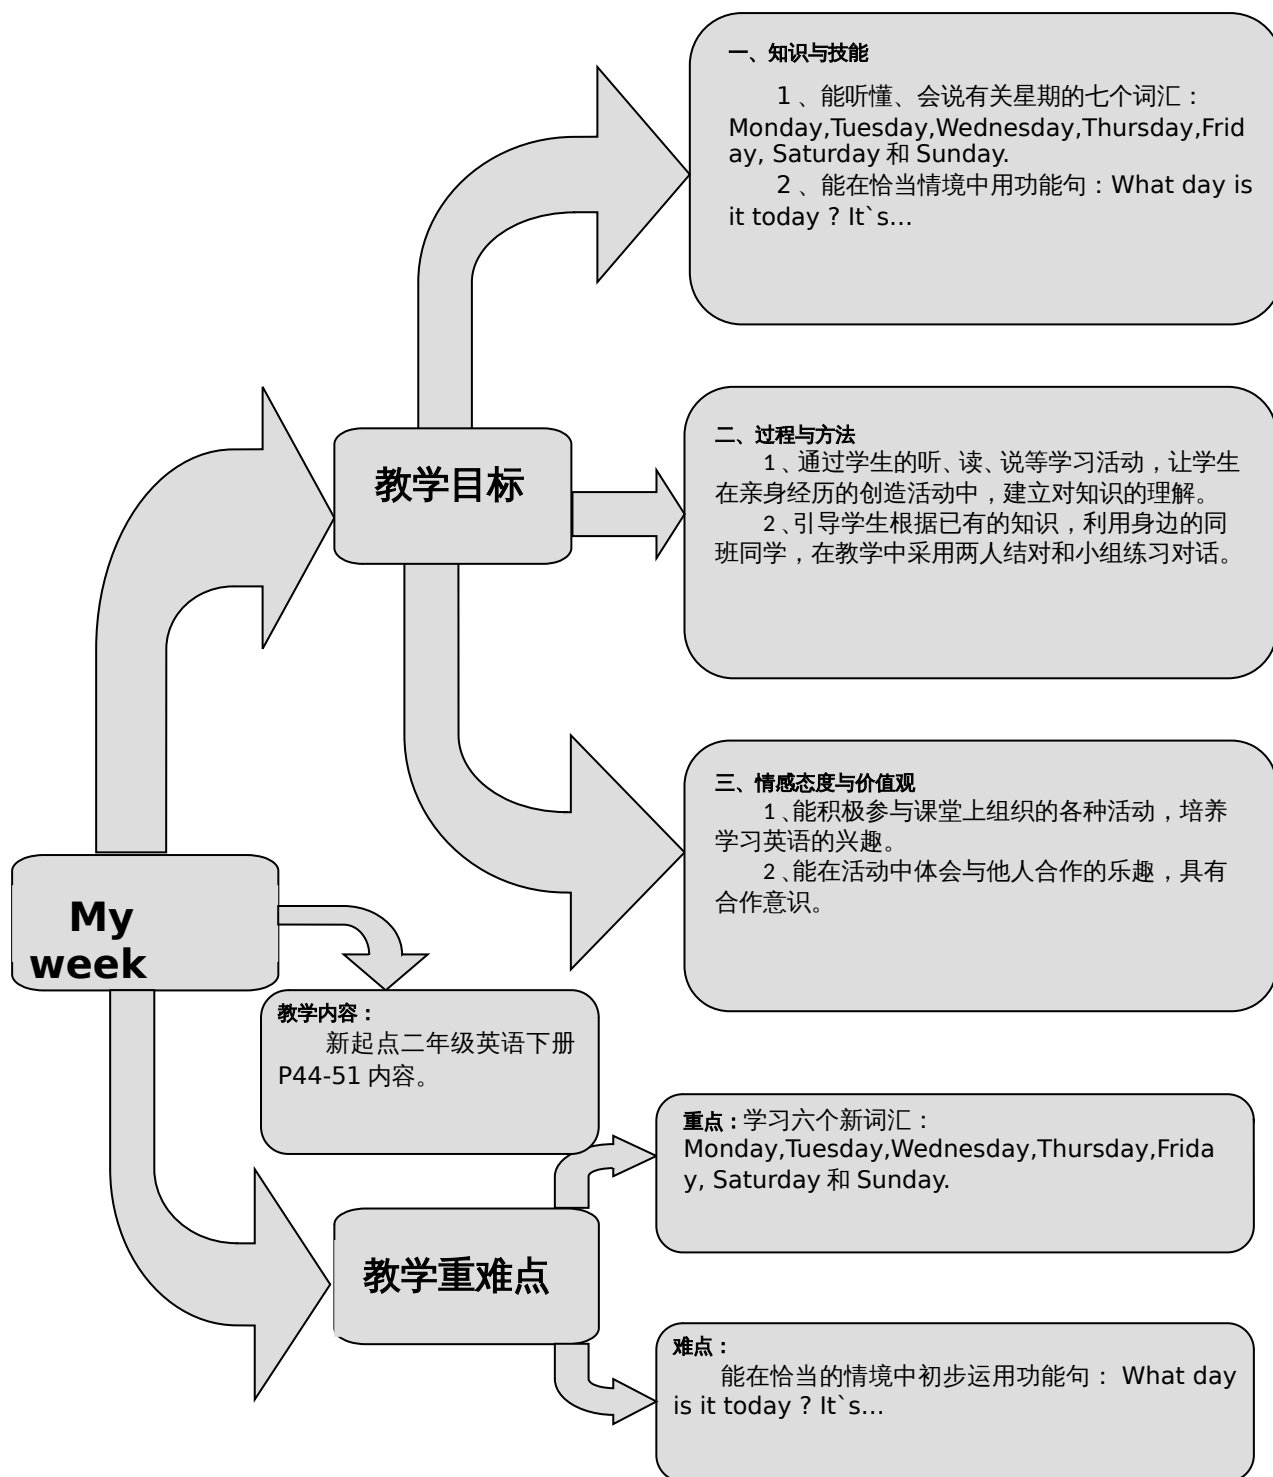 一、知识与技能
1 、能听懂、会说有关星期的七个词�：
Monday,Tuesday,Wednesday,Thursday,Frid
ay, Saturday 和 Sunday.
2 、能在恰当情境中用功能句：What day is
it today ? It`s…
二、过程与方法
1 、通过学生的听、读、说等学习活动，让学生
在亲身经历的创造活动中，建立对知识的理解。
2 、引导学生根据已有的知识，利用身边的同
班同学，在教学中采用两人结对和小组练习对话。
教学目标
三、情感态度与价值观
1 、能积极参与课堂上组织的各种活动，培养
学习英语的兴趣。
2 、能在活动中体会与他人合作的乐趣，具有
合作意识。
My
week
教学内容：
新起点二年级英语下册
P44-51 内容。
重点：学习六个新词汇：
Monday,Tuesday,Wednesday,Thursday,Frida
y, Saturday 和 Sunday.
教学重难点
难点：
能在恰当的情境中初步运用功能句： What day
is it today ? It`s…